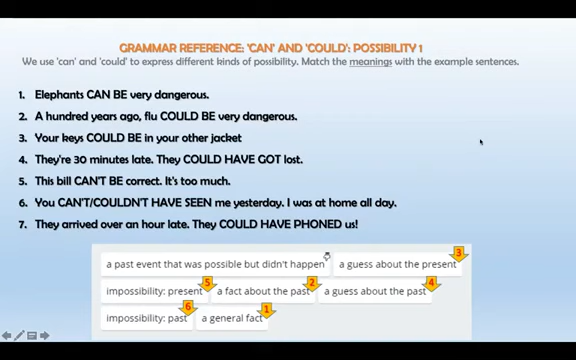 GRAMMAR REFERENCE: 'CAN' AND 'COULD': POSSIBILITY 1
We use 'can' and 'could' to express different kinds of possibility. Match the meanings with the example sentences.
1. Elephants CAN BE very dangerous.
2. A hundred years ago, flu COULD BE very dangerous.
3. Your keys COULD BE in your other jacket
4. They're 30 minutes late. They COULD HAVE GOT lost.
5. This bill CAN'T BE correct. It's too much.
6. You CAN'T/COULDN'T HAVE SEEN me yesterday. I was at home all day.
7. They arrived over an hour late. They COULD HAVE PHONED us!
a past event that was possible but didn't happen a guess about the present 3
impossibility: present 5 a fact about the past 2 a guess about the past 4
impossibility: past 6 a general fact 1